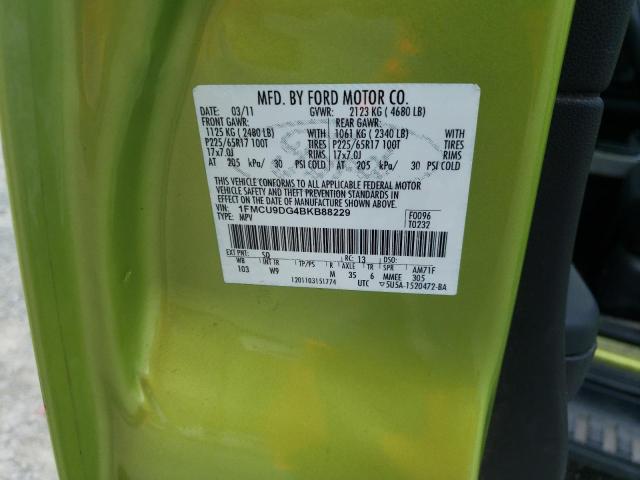 MFD. BY FORD MOTOR CO.
DATE: 03/11 GVWR: 2123 KG ( 4680 LB)
FRONT GAWR: REAR GAWR:
1125 KG ( 2480 LB) WITH 1061 KG ( 2340 LB) WITH
P225/65R17 100T TIRES P225/65R17 100T TIRES
17x7.0J RIMS 17x7.0J RIMS
AT 205 kPa/ 30 PSI COLD AT 205 kPa/ 30 PSI COLD
THIS VEHICLE CONFORMS TO ALL APPLICABLE FEDERAL MOTOR
VEHICLE SAFETY AND THEFT PREVENTION STANDARDS IN EFFECT ON
THE DATE OF MANUFACTURE SHOWN ABOVE.
VIN: 1FMCU9DG4BKB88229 F0096
TYPE: MPV T0232
EXT PNT: SD RC: 13 DSO:
WB INT TR TP/PS R AXLE TR SPR AM71F
103 W9 M 35 6 MMEE 305
1201103151774 UTC ▽5U5A-1520472-BA